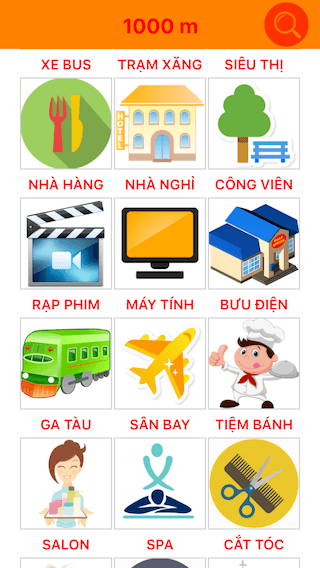 1000 m
XE BUS TRẠM XĂNG SIÊU THỊ
HOTEL
NHÀ HÀNG NHÀ NGHỈ CÔNG VIÊN
RẠP PHIM MÁY TÍNH BƯU ĐIỆN
GA TÀU SÂN BAY TIỆM BÁNH
SALON SPA CẮT TÓC